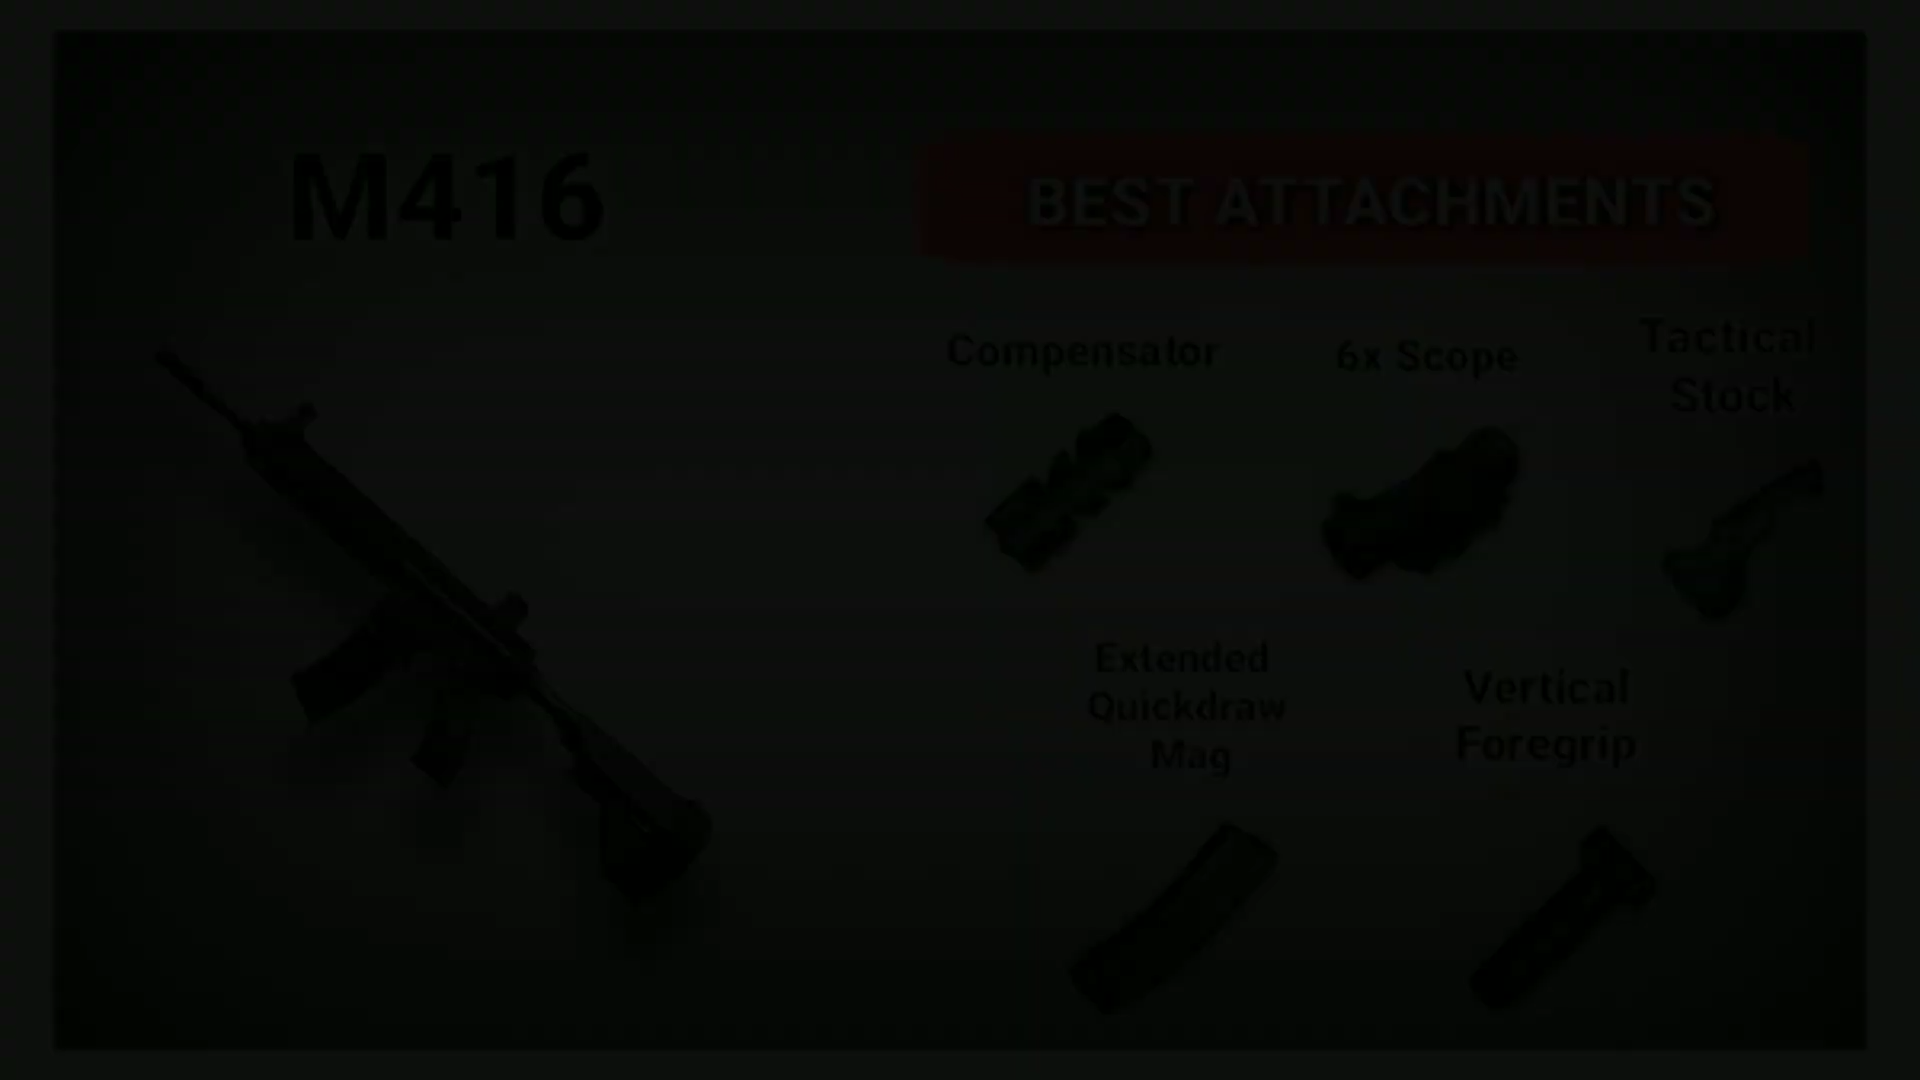 M416
BEST ATTACHMENTS
Compensator
6x Scope
Tactical
Stock
Extended
Quickdraw
Mag
Vertical
Foregrip